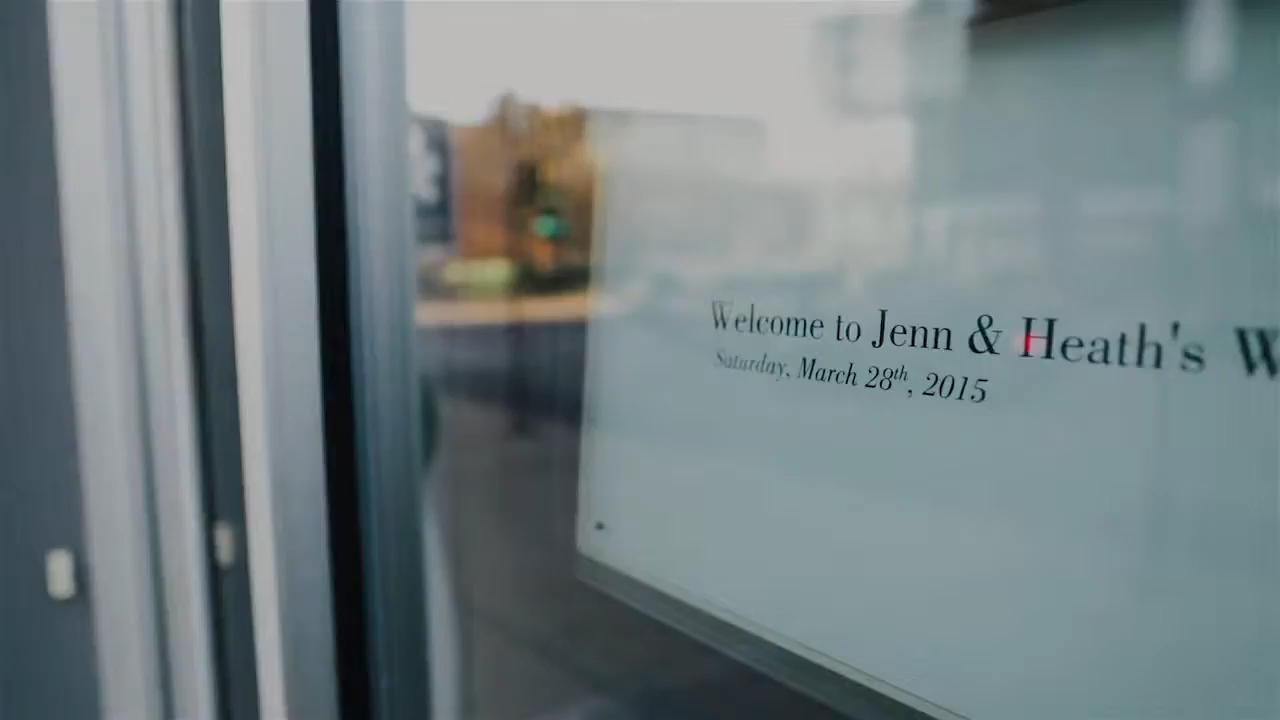 Welcome to Jenn & Heath's W
Saturday, March 28th, 2015